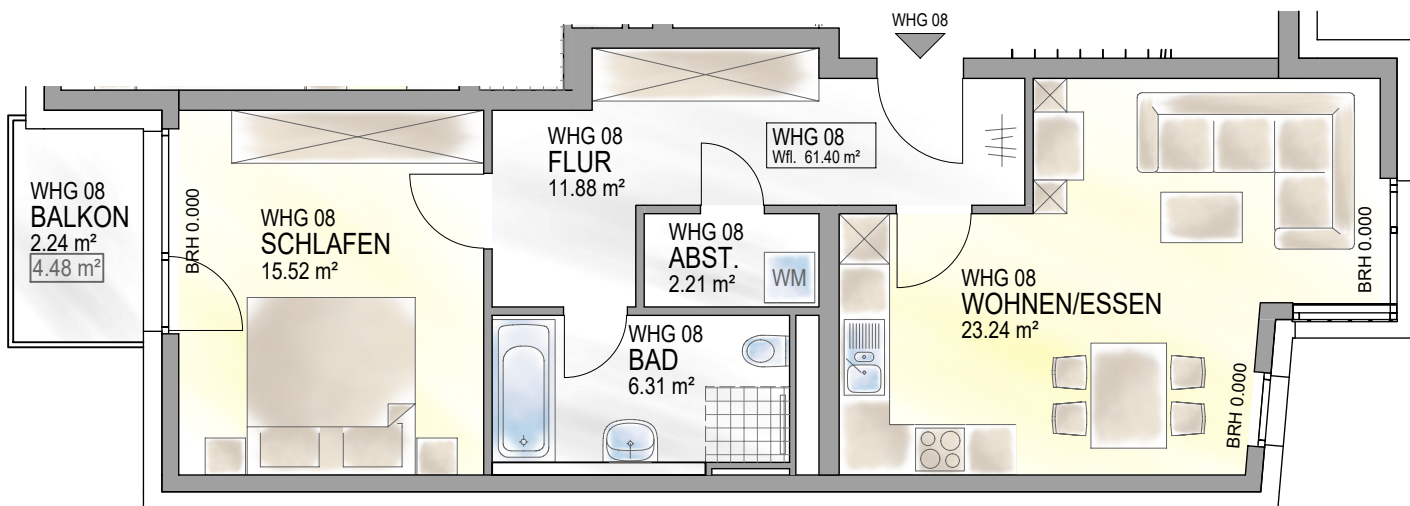 WHG 08
WHG 08
BALKON
2.24 m²
4.48 m²
BRH 0.000
WHG 08
SCHLAFEN
15.52 m²
WHG 08
FLUR
11.88 m²
WHG 08
Wfl. 61.40 m²
WHG 08
ABST.
2.21 m²
WM
WHG 08
BAD
6.31 m²
WHG 08
WOHNEN/ESSEN
23.24 m²
BRH 0.000
BRH 0.000